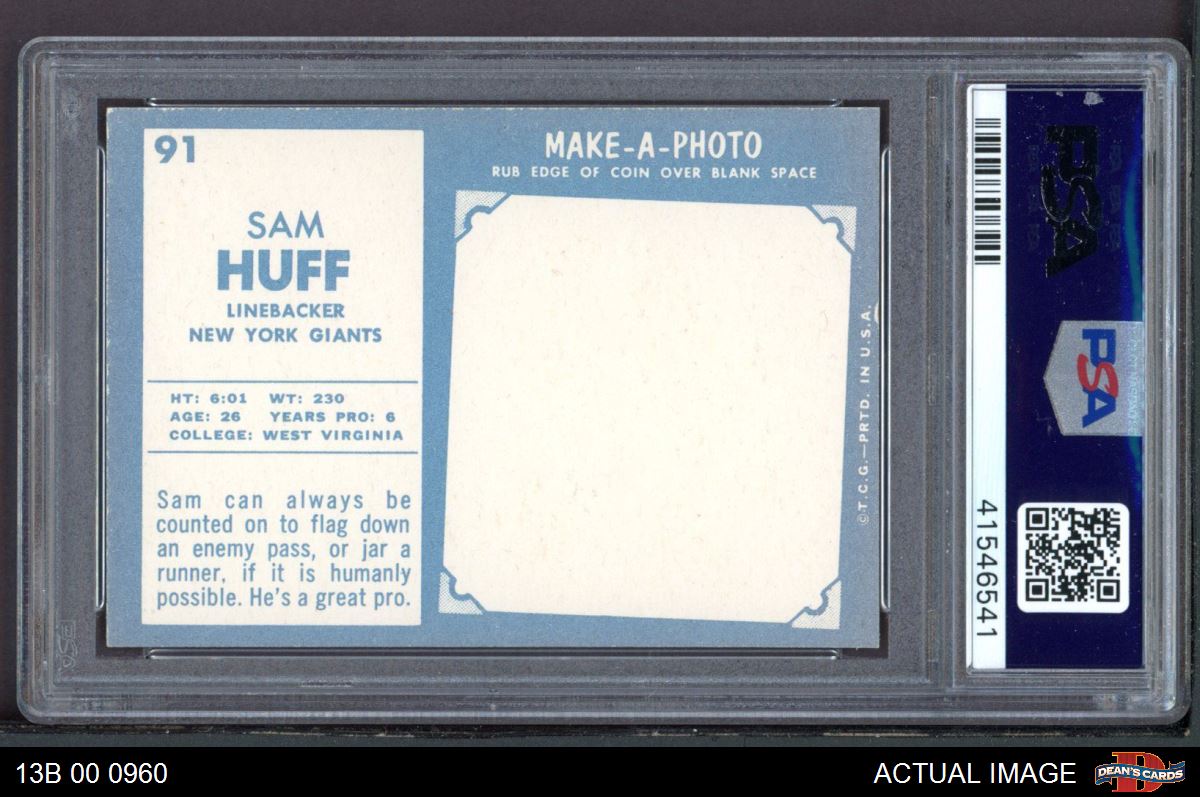 91
SAM
HUFF
LINEBACKER
NEW YORK GIANTS
HT: 6:01 WT: 230
AGE: 26 YEARS PRO: 6
COLLEGE: WEST VIRGINIA
Sam can always be
counted on to flag down
an enemy pass, or jar a
runner, if it is humanly
possible. He's a great pro.
MAKE-A-PHOTO
RUB EDGE OF COIN OVER BLANK SPACE
©T.C.G.—PRTD. IN U.S.A.
PSA
PSA
41546541
PSA
13B 00 0960
ACTUAL IMAGE
D
DEAN'S CARDS